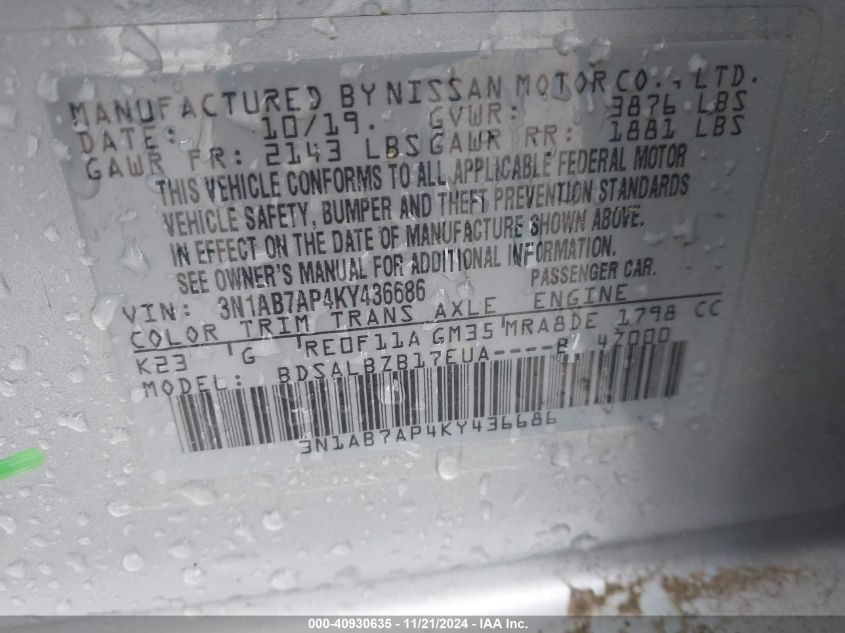 MANUFACTURED BY NISSAN MOTOR CO., LTD.
DATE: 10/19. GVWR: 3876 LBS
GAWR FR: 2143 LBS GAWR RR: 1881 LBS
THIS VEHICLE CONFORMS TO ALL APPLICABLE FEDERAL MOTOR
VEHICLE SAFETY, BUMPER AND THEFT PREVENTION STANDARDS
IN EFFECT ON THE DATE OF MANUFACTURE SHOWN ABOVE.
SEE OWNER'S MANUAL FOR ADDITIONAL INFORMATION.
VIN: 3N1AB7AP4KY436686 PASSENGER CAR.
COLOR TRIM TRANS AXLE ENGINE
K23 G RE0F11A GM35 MRA8DE 1798 CC
MODEL: BDSALBZB17EUA----B 47000
3N1AB7AP4KY436686
000-40930635 - 11/21/2024 - IAA Inc.